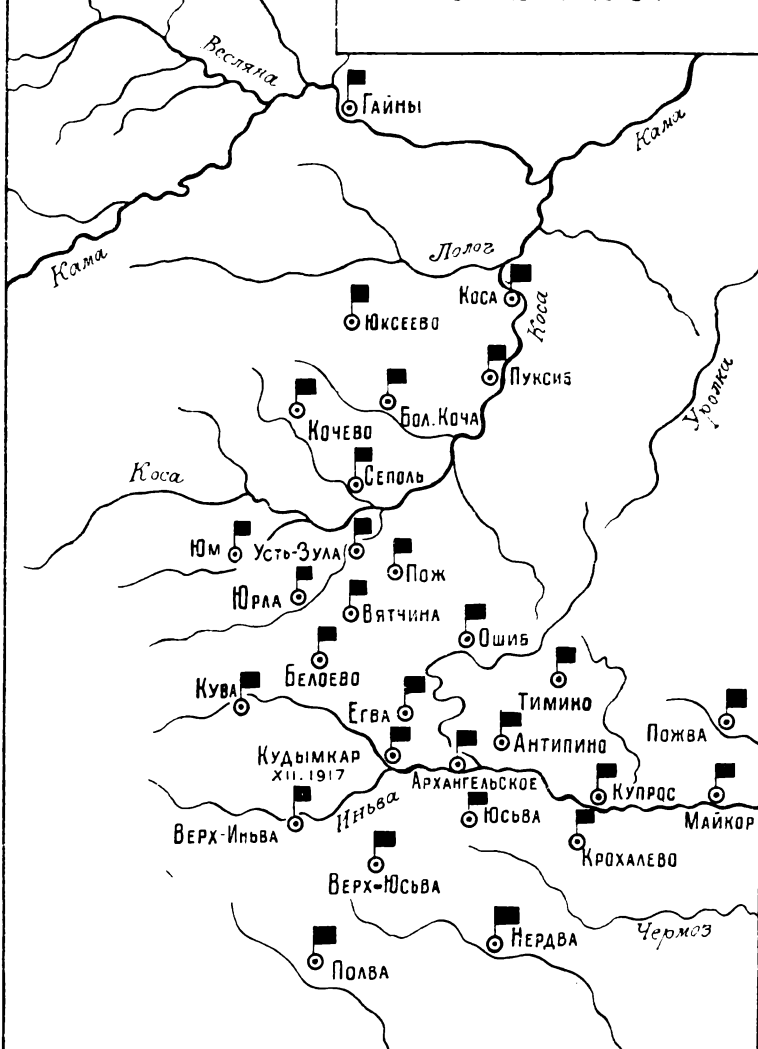 Весляна
Гайны
Кама
Кама
Лолог
Коса
Коса
Юксеево
Пуксиб
Уролка
Бол. Коча
Кочево
Сеполь
Коса
Юм
Усть-Зула
Пож
Юрла
Вятчина
Ошиб
Белоево
Кува
Тимино
Егва
Пожва
Антипино
Кудымкар
XII. 1917
Архангельское
Купрос
Иньва
Юсьва
Майкор
Верх-Иньва
Крохалево
Верх-Юсьва
Чермоз
Нердва
Полва